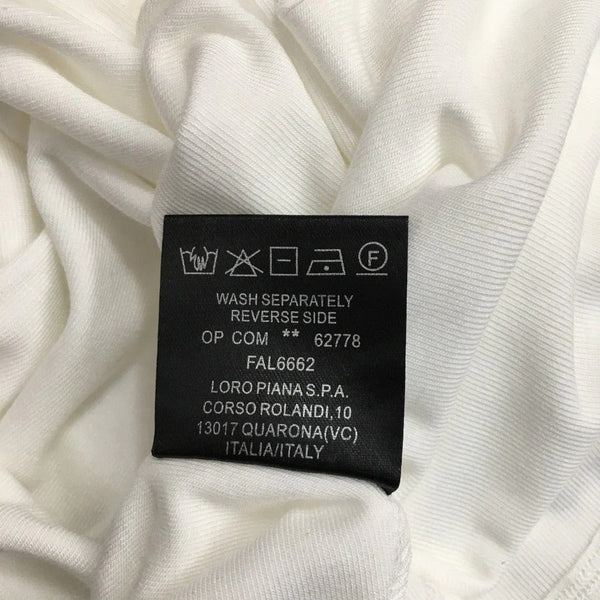 F
WASH SEPARATELY
REVERSE SIDE
OP COM ** 62778
FAL6662
LORO PIANA S.P.A.
CORSO ROLANDI,10
13017 QUARONA(VC)
ITALIA/ITALY